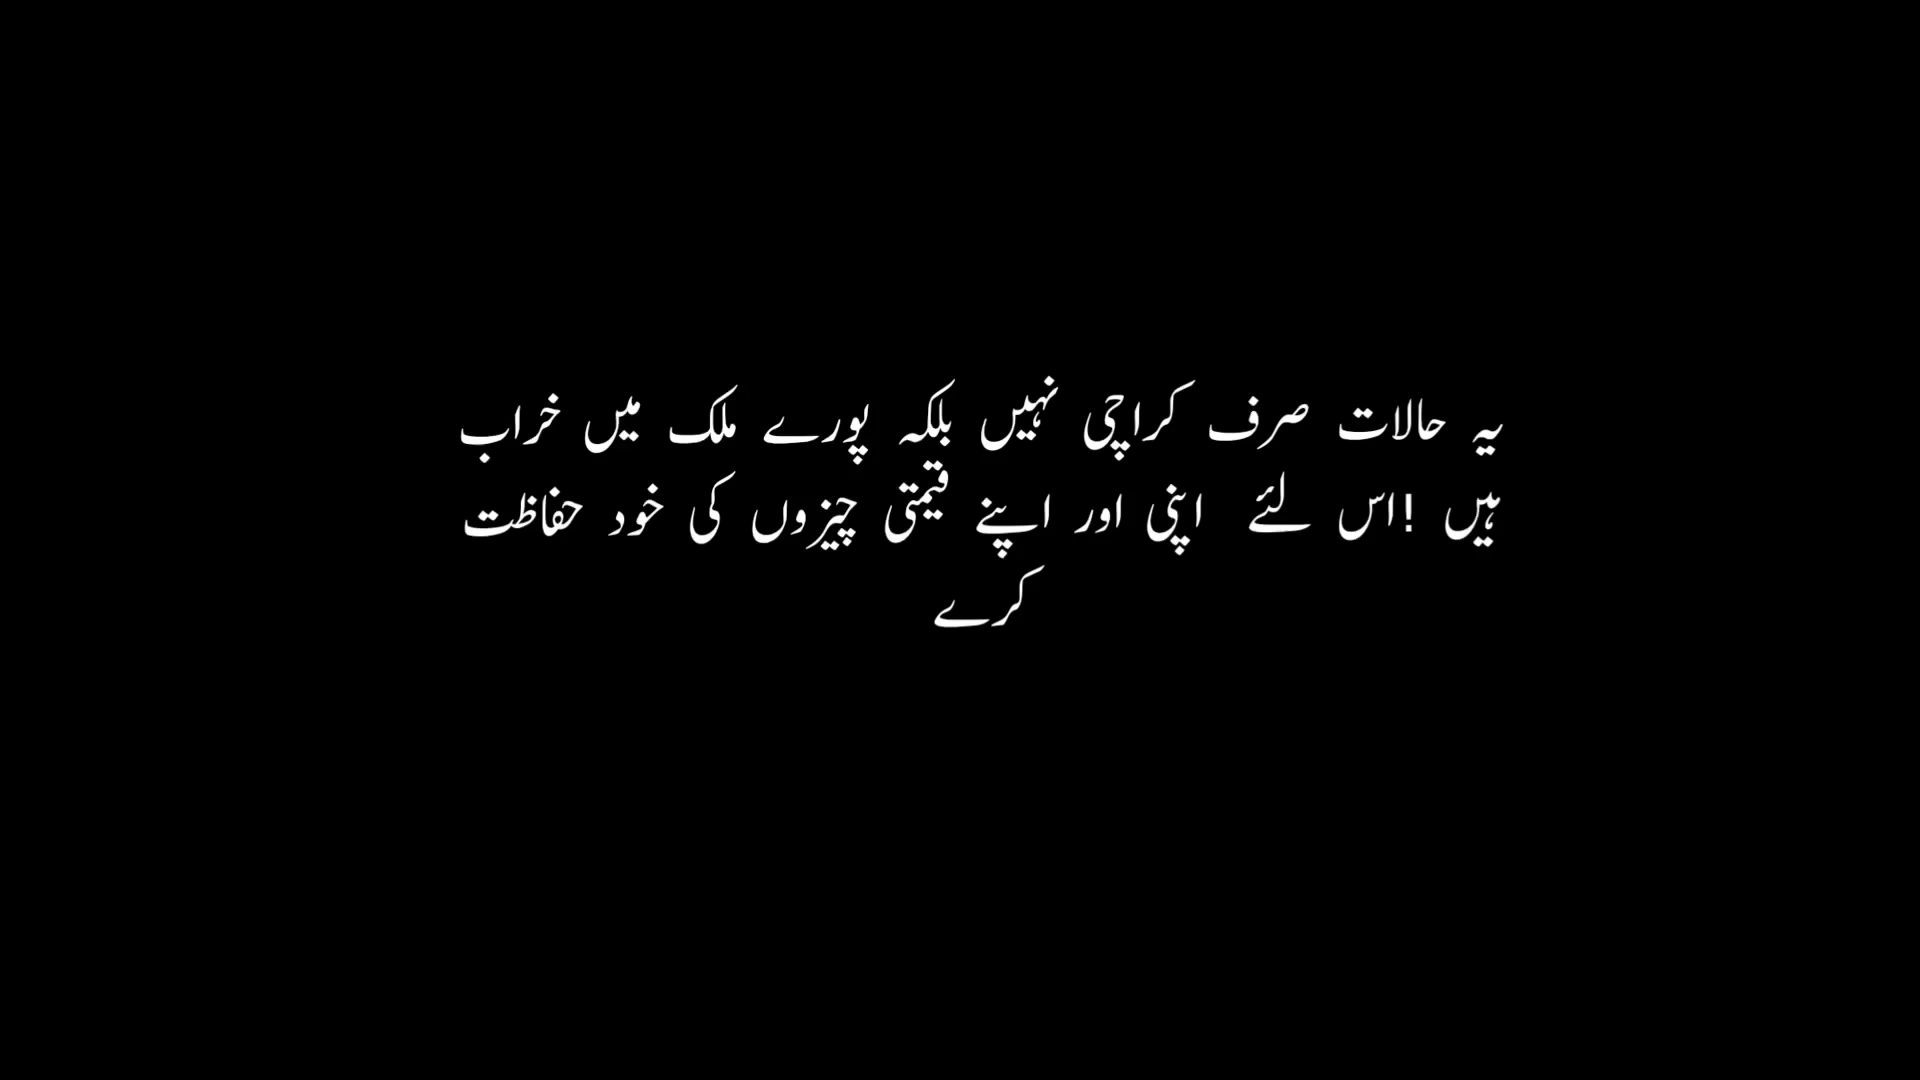 یہ حالات صرف کراچی نہیں بلکہ پورے ملک میں خراب
ہیں !اس لئے اپنی اور اپنے قیمتی چیزوں کی خود حفاظت
کرے